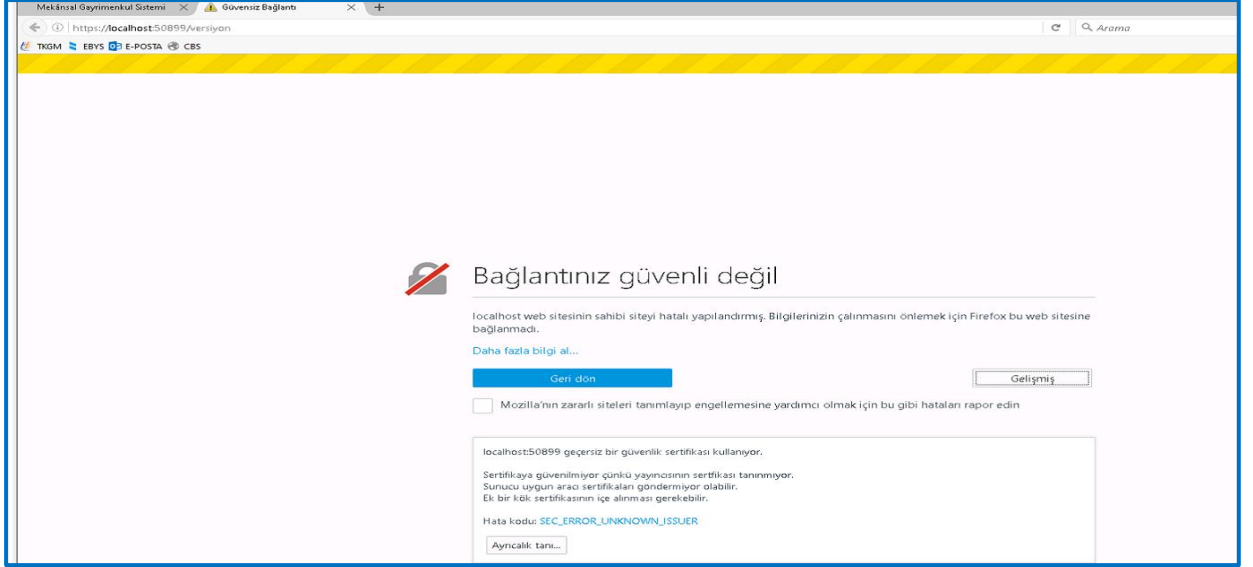 Mekânsal Gayrimenkul Sistemi
Güvensiz Bağlantı
https://localhost:50899/versiyon
Arama
TKGM EBYS E-POSTA CBS
Bağlantınız güvenli değil
localhost web sitesinin sahibi siteyi hatalı yapılandırmış. Bilgilerinizin çalınmasını önlemek için Firefox bu web sitesine
bağlanmadı.
Daha fazla bilgi al...
Geri dön
Gelişmiş
Mozilla'nın zararlı siteleri tanımlayıp engellemesine yardımcı olmak için bu gibi hataları rapor edin
localhost:50899 geçersiz bir güvenlik sertifikası kullanıyor.
Sertifikaya güvenilmiyor çünkü yayıncısının sertfikası tanınmıyor.
Sunucu uygun aracı sertifikaları göndermiyor olabilir.
Ek bir kök sertifikasının içe alınması gerekebilir.
Hata kodu: SEC_ERROR_UNKNOWN_ISSUER
Ayrıcalık tanı...